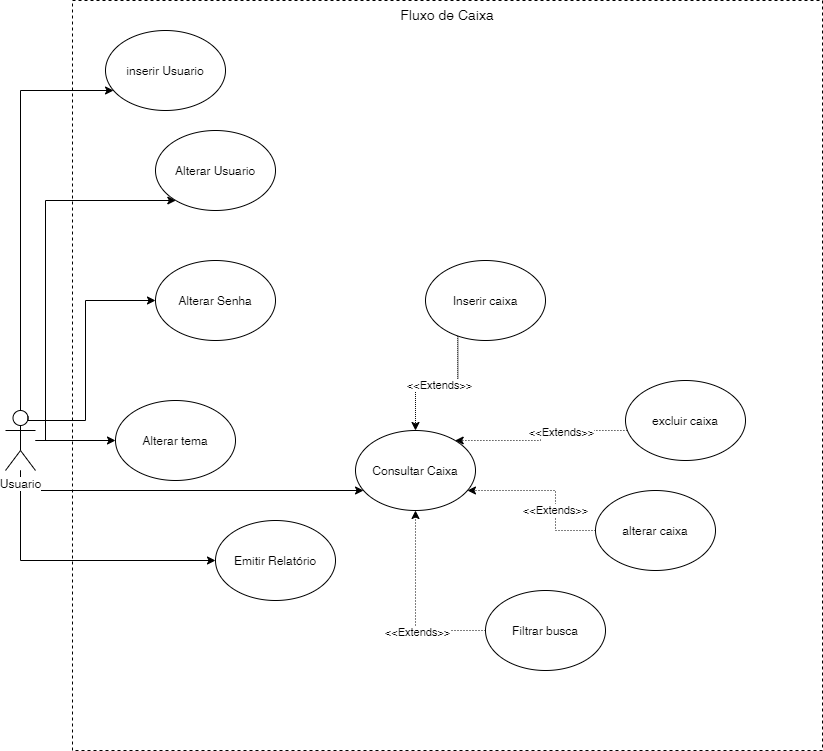 Fluxo de Caixa
inserir Usuario
Alterar Usuario
Alterar Senha
Inserir caixa
<<Extends>>
excluir caixa
<<Extends>>
Alterar tema
Consultar Caixa
Usuario
<<Extends>>
alterar caixa
Emitir Relatório
<<Extends>>
Filtrar busca